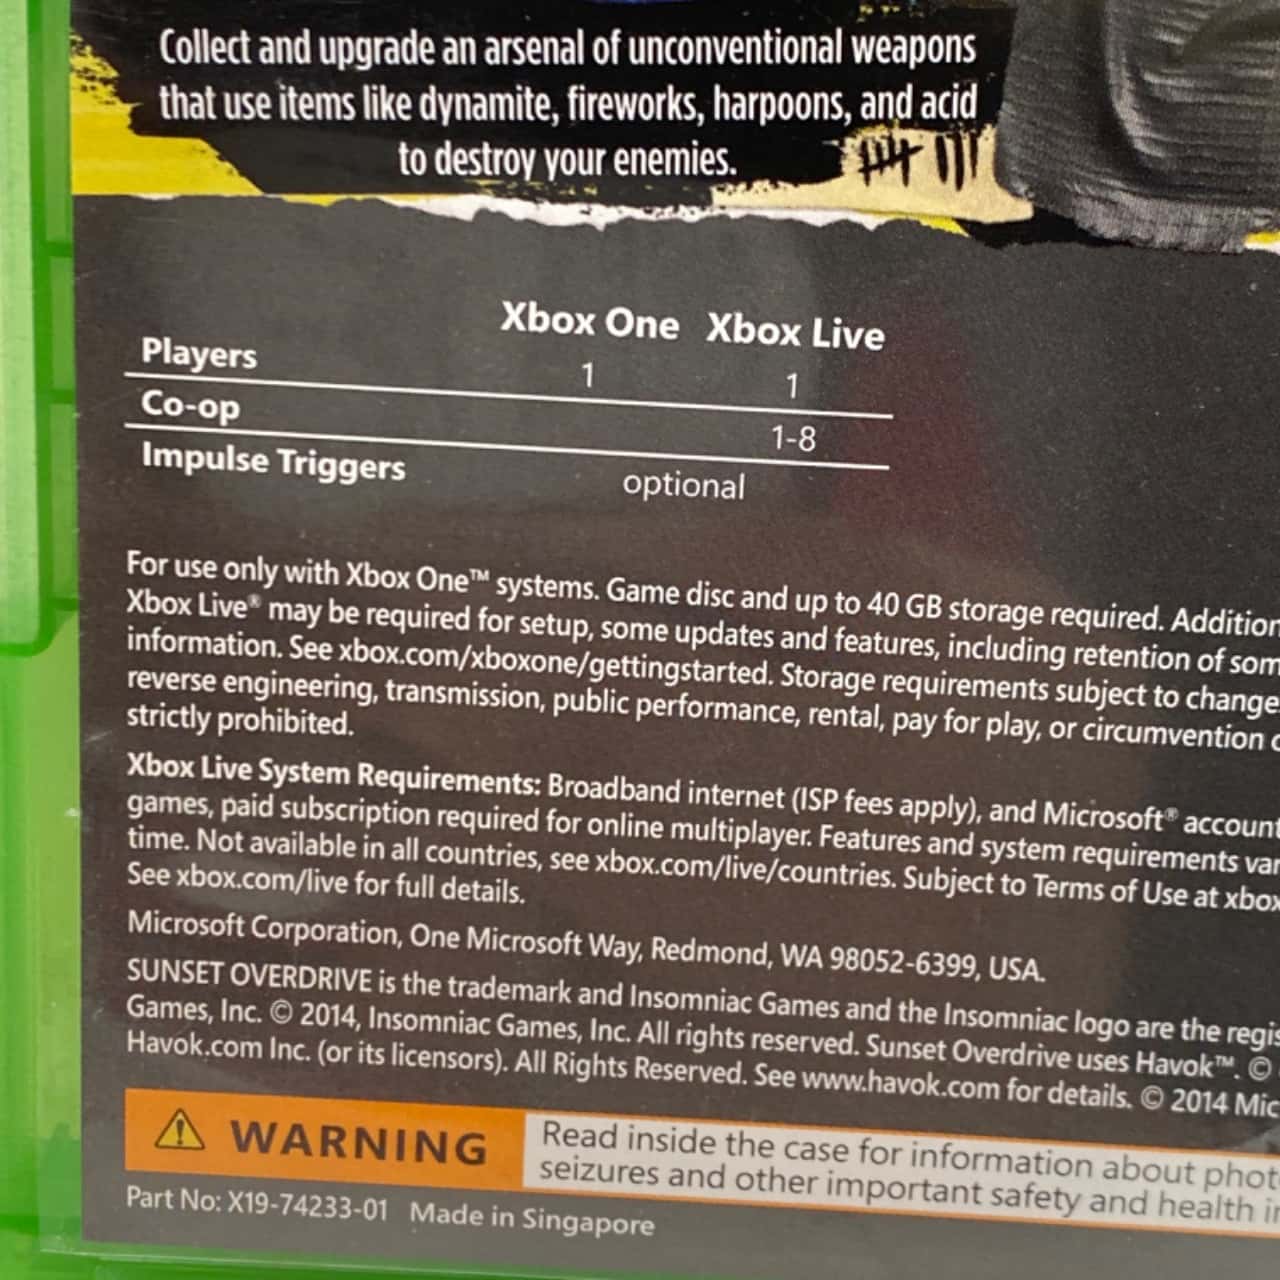 Collect and upgrade an arsenal of unconventional weapons
that use items like dynamite, fireworks, harpoons, and acid
to destroy your enemies.
Xbox One Xbox Live
Players 1 1
Co-op 1-8
Impulse Triggers optional
For use only with Xbox One™ systems. Game disc and up to 40 GB storage required. Addition
Xbox Live® may be required for setup, some updates and features, including retention of som
information. See xbox.com/xboxone/gettingstarted. Storage requirements subject to change
reverse engineering, transmission, public performance, rental, pay for play, or circumvention
strictly prohibited.
Xbox Live System Requirements: Broadband internet (ISP fees apply), and Microsoft® account
games, paid subscription required for online multiplayer. Features and system requirements var
time. Not available in all countries, see xbox.com/live/countries. Subject to Terms of Use at xbox
See xbox.com/live for full details.
Microsoft Corporation, One Microsoft Way, Redmond, WA 98052-6399, USA.
SUNSET OVERDRIVE is the trademark and Insomniac Games and the Insomniac logo are the regis
Games, Inc. © 2014, Insomniac Games, Inc. All rights reserved. Sunset Overdrive uses Havok™. ©
Havok.com Inc. (or its licensors). All Rights Reserved. See www.havok.com for details. © 2014 Mic
WARNING Read inside the case for information about phot
seizures and other important safety and health in
Part No: X19-74233-01 Made in Singapore